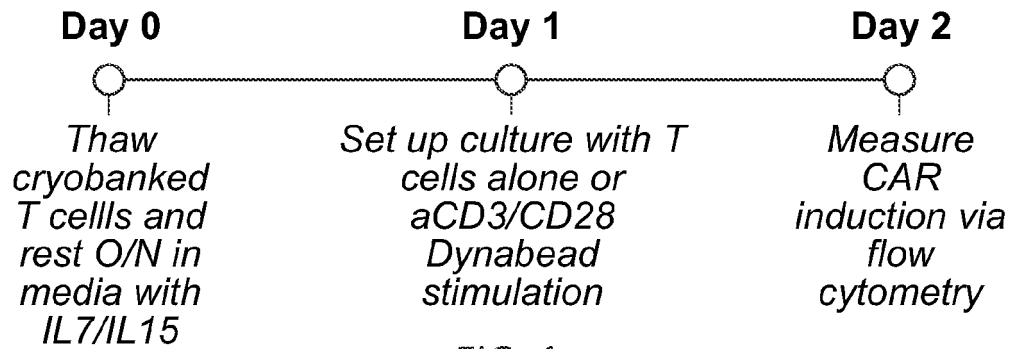 Day 0
Day 1
Day 2
Thaw
cryobanked
T cellls and
rest O/N in
media with
IL7/IL15
Set up culture with T
cells alone or
aCD3/CD28
Dynabead
stimulation
Measure
CAR
induction via
flow
cytometry